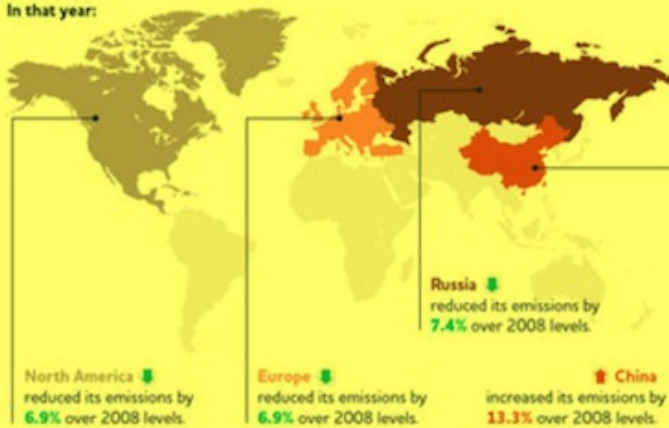 In that year:
Russia
reduced its emissions by
7.4% over 2008 levels.
North America
reduced its emissions by
6.9% over 2008 levels.
Europe
reduced its emissions by
6.9% over 2008 levels.
China
increased its emissions by
13.3% over 2008 levels.